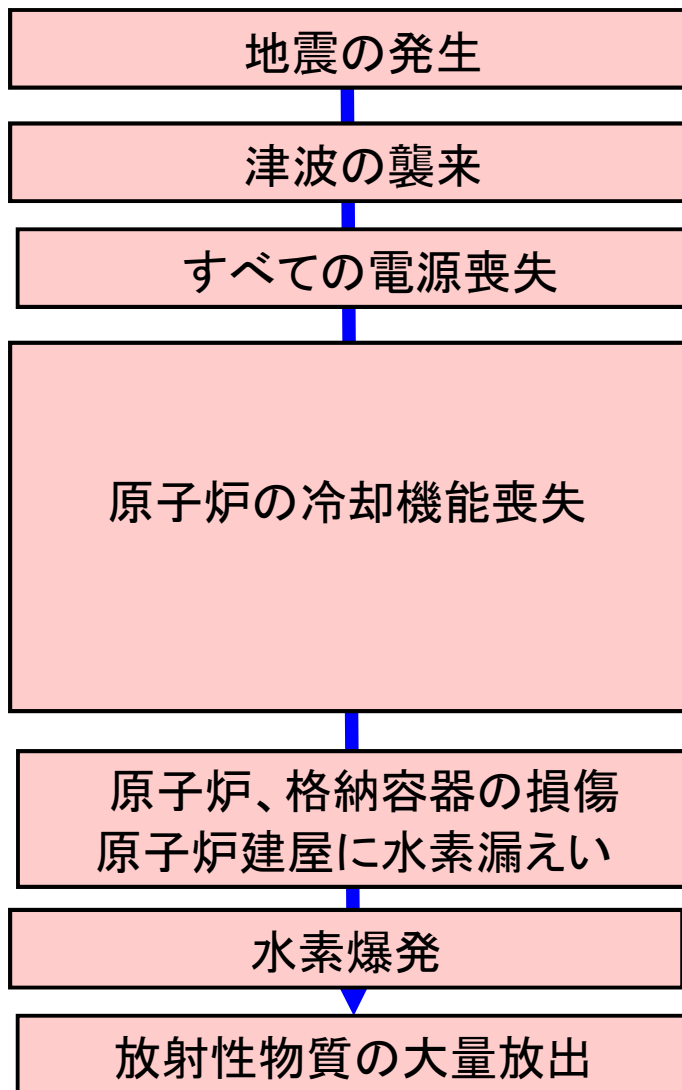 地震の発生
津波の襲来
すべての電源喪失
原子炉の冷却機能喪失
原子炉、格納容器の損傷
原子炉建屋に水素漏えい
水素爆発
放射性物質の大量放出